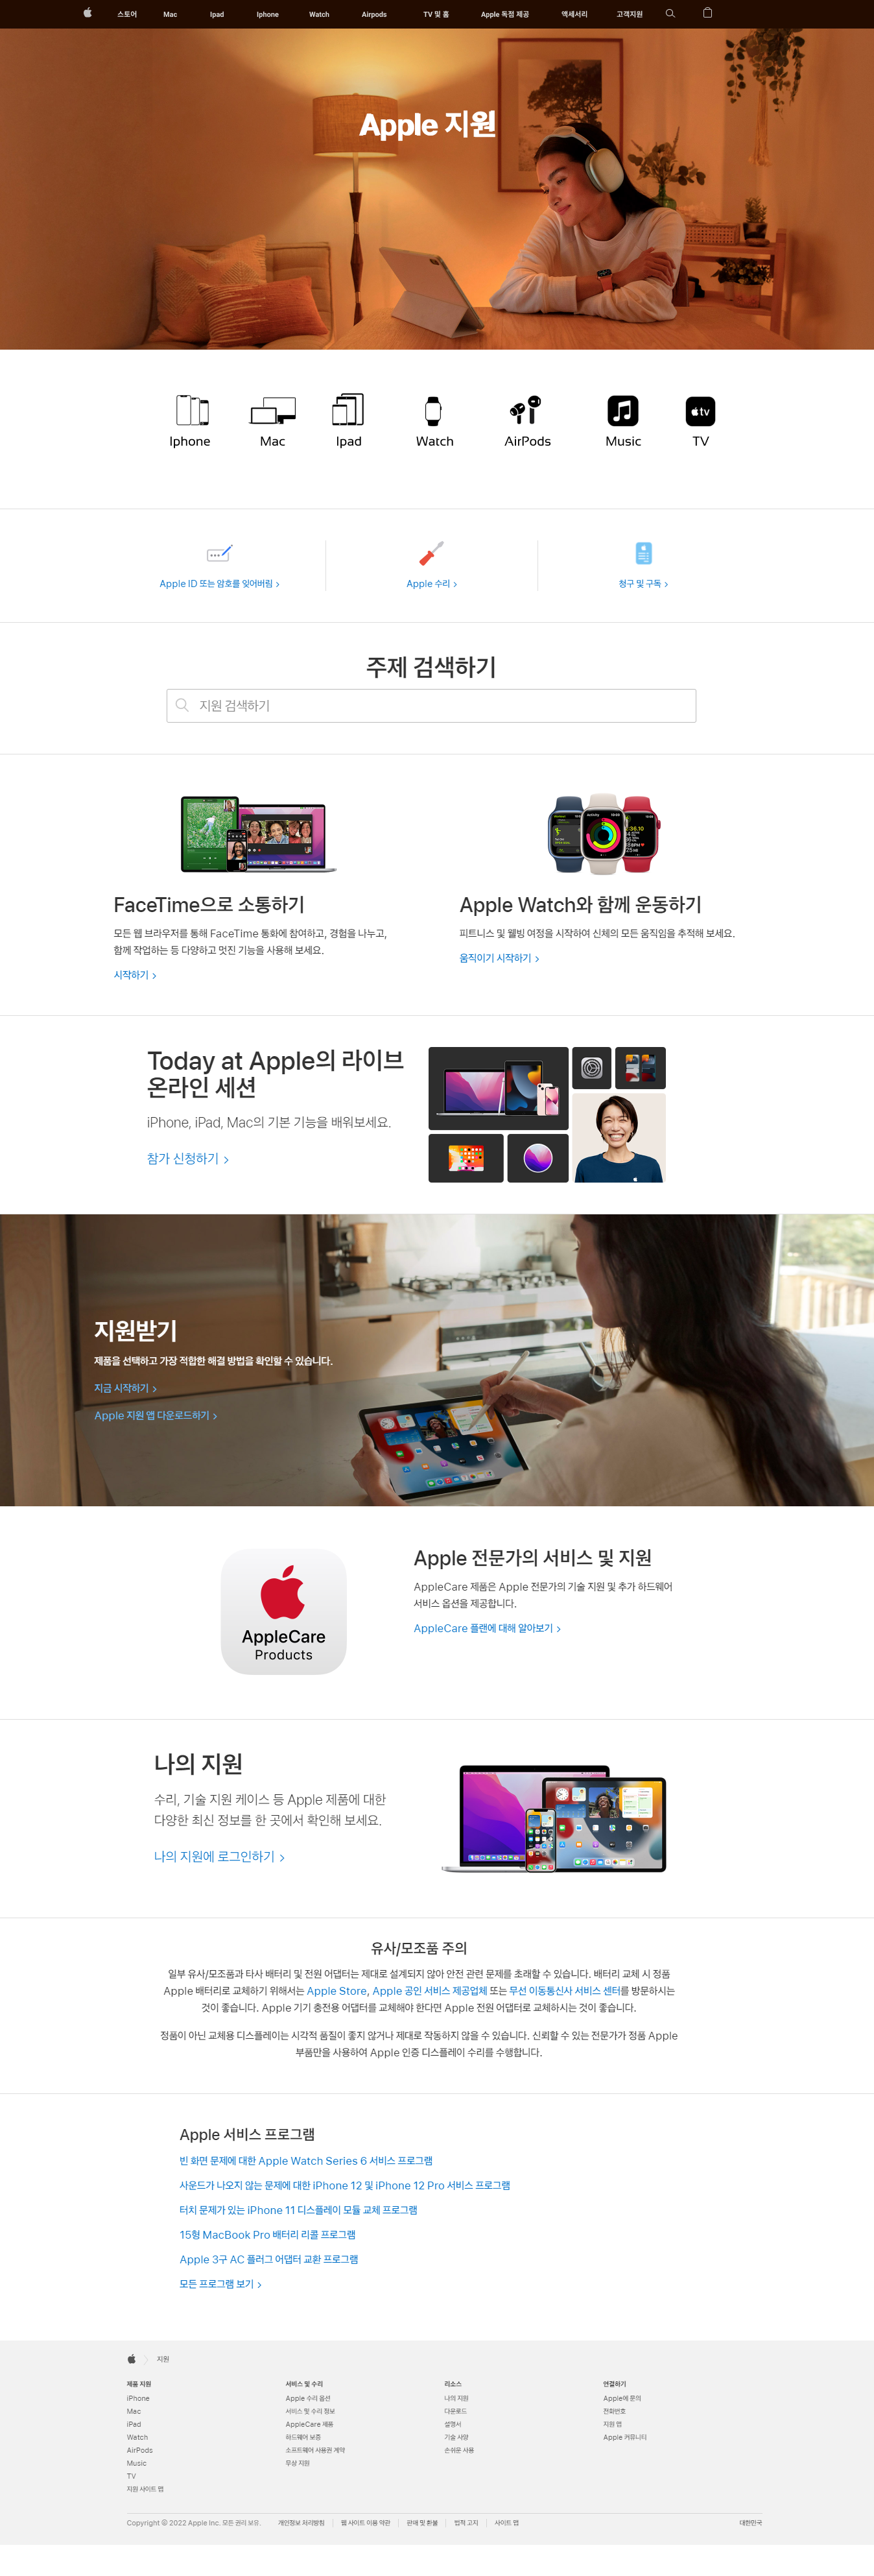 스토어 Mac Ipad Iphone Watch Airpods TV 및 홈 Apple 독점 제공 액세서리 고객지원
Apple 지원
Iphone Mac Ipad Watch AirPods Music TV
Apple ID 또는 암호를 잊어버림 >
Apple 수리 >
청구 및 구독 >
주제 검색하기
지원 검색하기
FaceTime으로 소통하기
모든 웹 브라우저를 통해 FaceTime 통화에 참여하고, 경험을 나누고,
함께 작업하는 등 다양하고 멋진 기능을 사용해 보세요.
시작하기 >
Apple Watch와 함께 운동하기
피트니스 및 웰빙 여정을 시작하여 신체의 모든 움직임을 추적해 보세요.
움직이기 시작하기 >
Today at Apple의 라이브
온라인 세션
iPhone, iPad, Mac의 기본 기능을 배워보세요.
참가 신청하기 >
지원받기
제품을 선택하고 가장 적합한 해결 방법을 확인할 수 있습니다.
지금 시작하기 >
Apple 지원 앱 다운로드하기 >
AppleCare
Products
Apple 전문가의 서비스 및 지원
AppleCare 제품은 Apple 전문가의 기술 지원 및 추가 하드웨어
서비스 옵션을 제공합니다.
AppleCare 플랜에 대해 알아보기 >
나의 지원
수리, 기술 지원 케이스 등 Apple 제품에 대한
다양한 최신 정보를 한 곳에서 확인해 보세요.
나의 지원에 로그인하기 >
유사/모조품 주의
일부 유사/모조품과 타사 배터리 및 전원 어댑터는 제대로 설계되지 않아 안전 관련 문제를 초래할 수 있습니다. 배터리 교체 시 정품
Apple 배터리로 교체하기 위해서는 Apple Store, Apple 공인 서비스 제공업체 또는 무선 이동통신사 서비스 센터를 방문하시는
것이 좋습니다. Apple 기기 충전용 어댑터를 교체해야 한다면 Apple 전원 어댑터로 교체하시는 것이 좋습니다.
정품이 아닌 교체용 디스플레이는 시각적 품질이 좋지 않거나 제대로 작동하지 않을 수 있습니다. 신뢰할 수 있는 전문가가 정품 Apple
부품만을 사용하여 Apple 인증 디스플레이 수리를 수행합니다.
Apple 서비스 프로그램
빈 화면 문제에 대한 Apple Watch Series 6 서비스 프로그램
사운드가 나오지 않는 문제에 대한 iPhone 12 및 iPhone 12 Pro 서비스 프로그램
터치 문제가 있는 iPhone 11 디스플레이 모듈 교체 프로그램
15형 MacBook Pro 배터리 리콜 프로그램
Apple 3구 AC 플러그 어댑터 교환 프로그램
모든 프로그램 보기 >
지원
제품 지원
iPhone
Mac
iPad
Watch
AirPods
Music
TV
지원 사이트 맵
서비스 및 수리
Apple 수리 옵션
서비스 및 수리 정보
AppleCare 제품
하드웨어 보증
소프트웨어 사용권 계약
무상 지원
리소스
나의 지원
다운로드
설명서
기술 사양
손쉬운 사용
연결하기
Apple에 문의
전화번호
지원 앱
Apple 커뮤니티
Copyright © 2022 Apple Inc. 모든 권리 보유. 개인정보 처리방침 웹 사이트 이용 약관 판매 및 환불 법적 고지 사이트 맵 대한민국